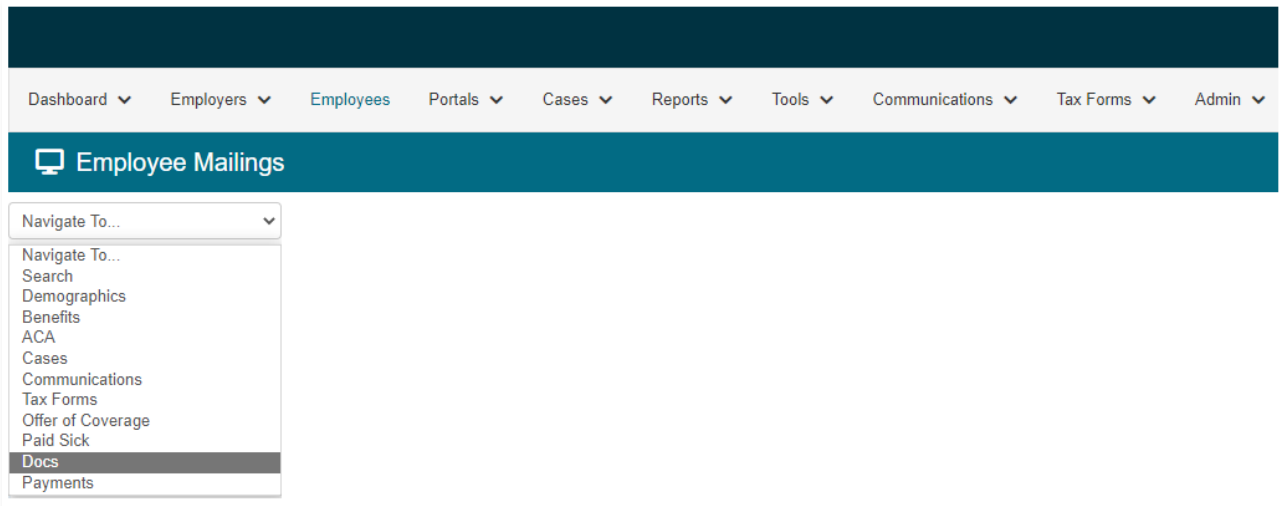 Dashboard Employers Employees Portals Cases Reports Tools Communications Tax Forms Admin
Employee Mailings
Navigate To...
Navigate To...
Search
Demographics
Benefits
ACA
Cases
Communications
Tax Forms
Offer of Coverage
Paid Sick
Docs
Payments